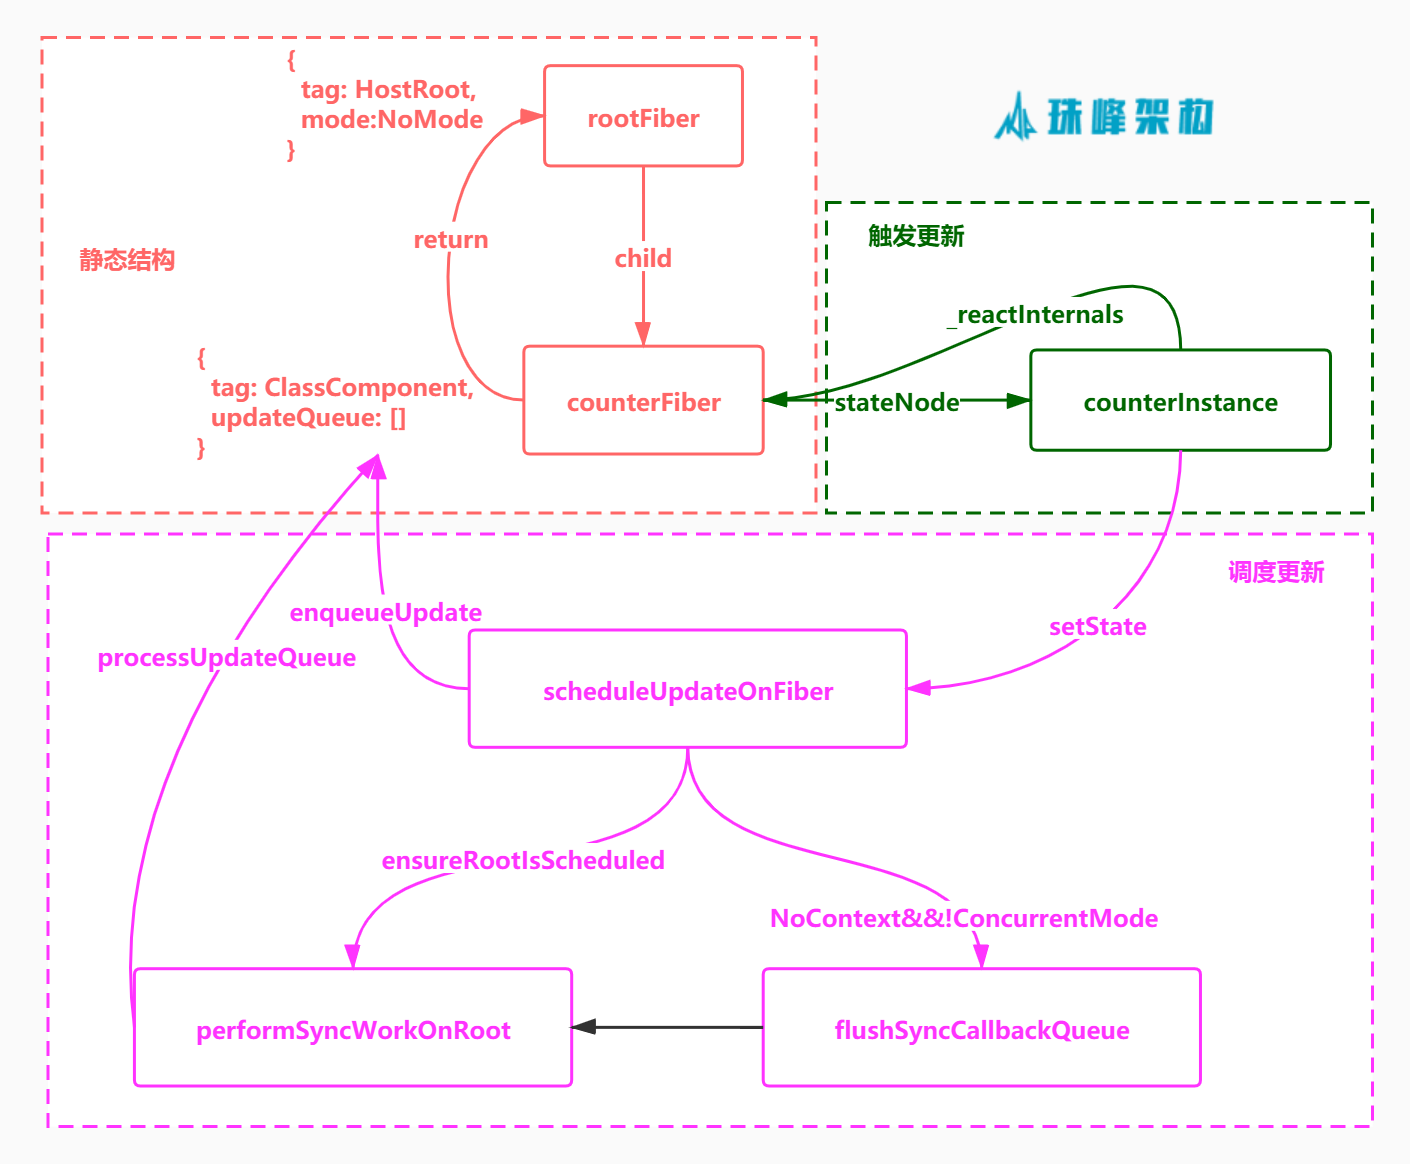 {
tag: HostRoot,
mode:NoMode
}
rootFiber
珠峰架构
return
child
静态结构
触发更新
_reactInternals
{
tag: ClassComponent,
updateQueue: []
}
counterFiber
stateNode
counterInstance
调度更新
enqueueUpdate
setState
processUpdateQueue
scheduleUpdateOnFiber
ensureRootIsScheduled
NoContext&&!ConcurrentMode
performSyncWorkOnRoot
flushSyncCallbackQueue